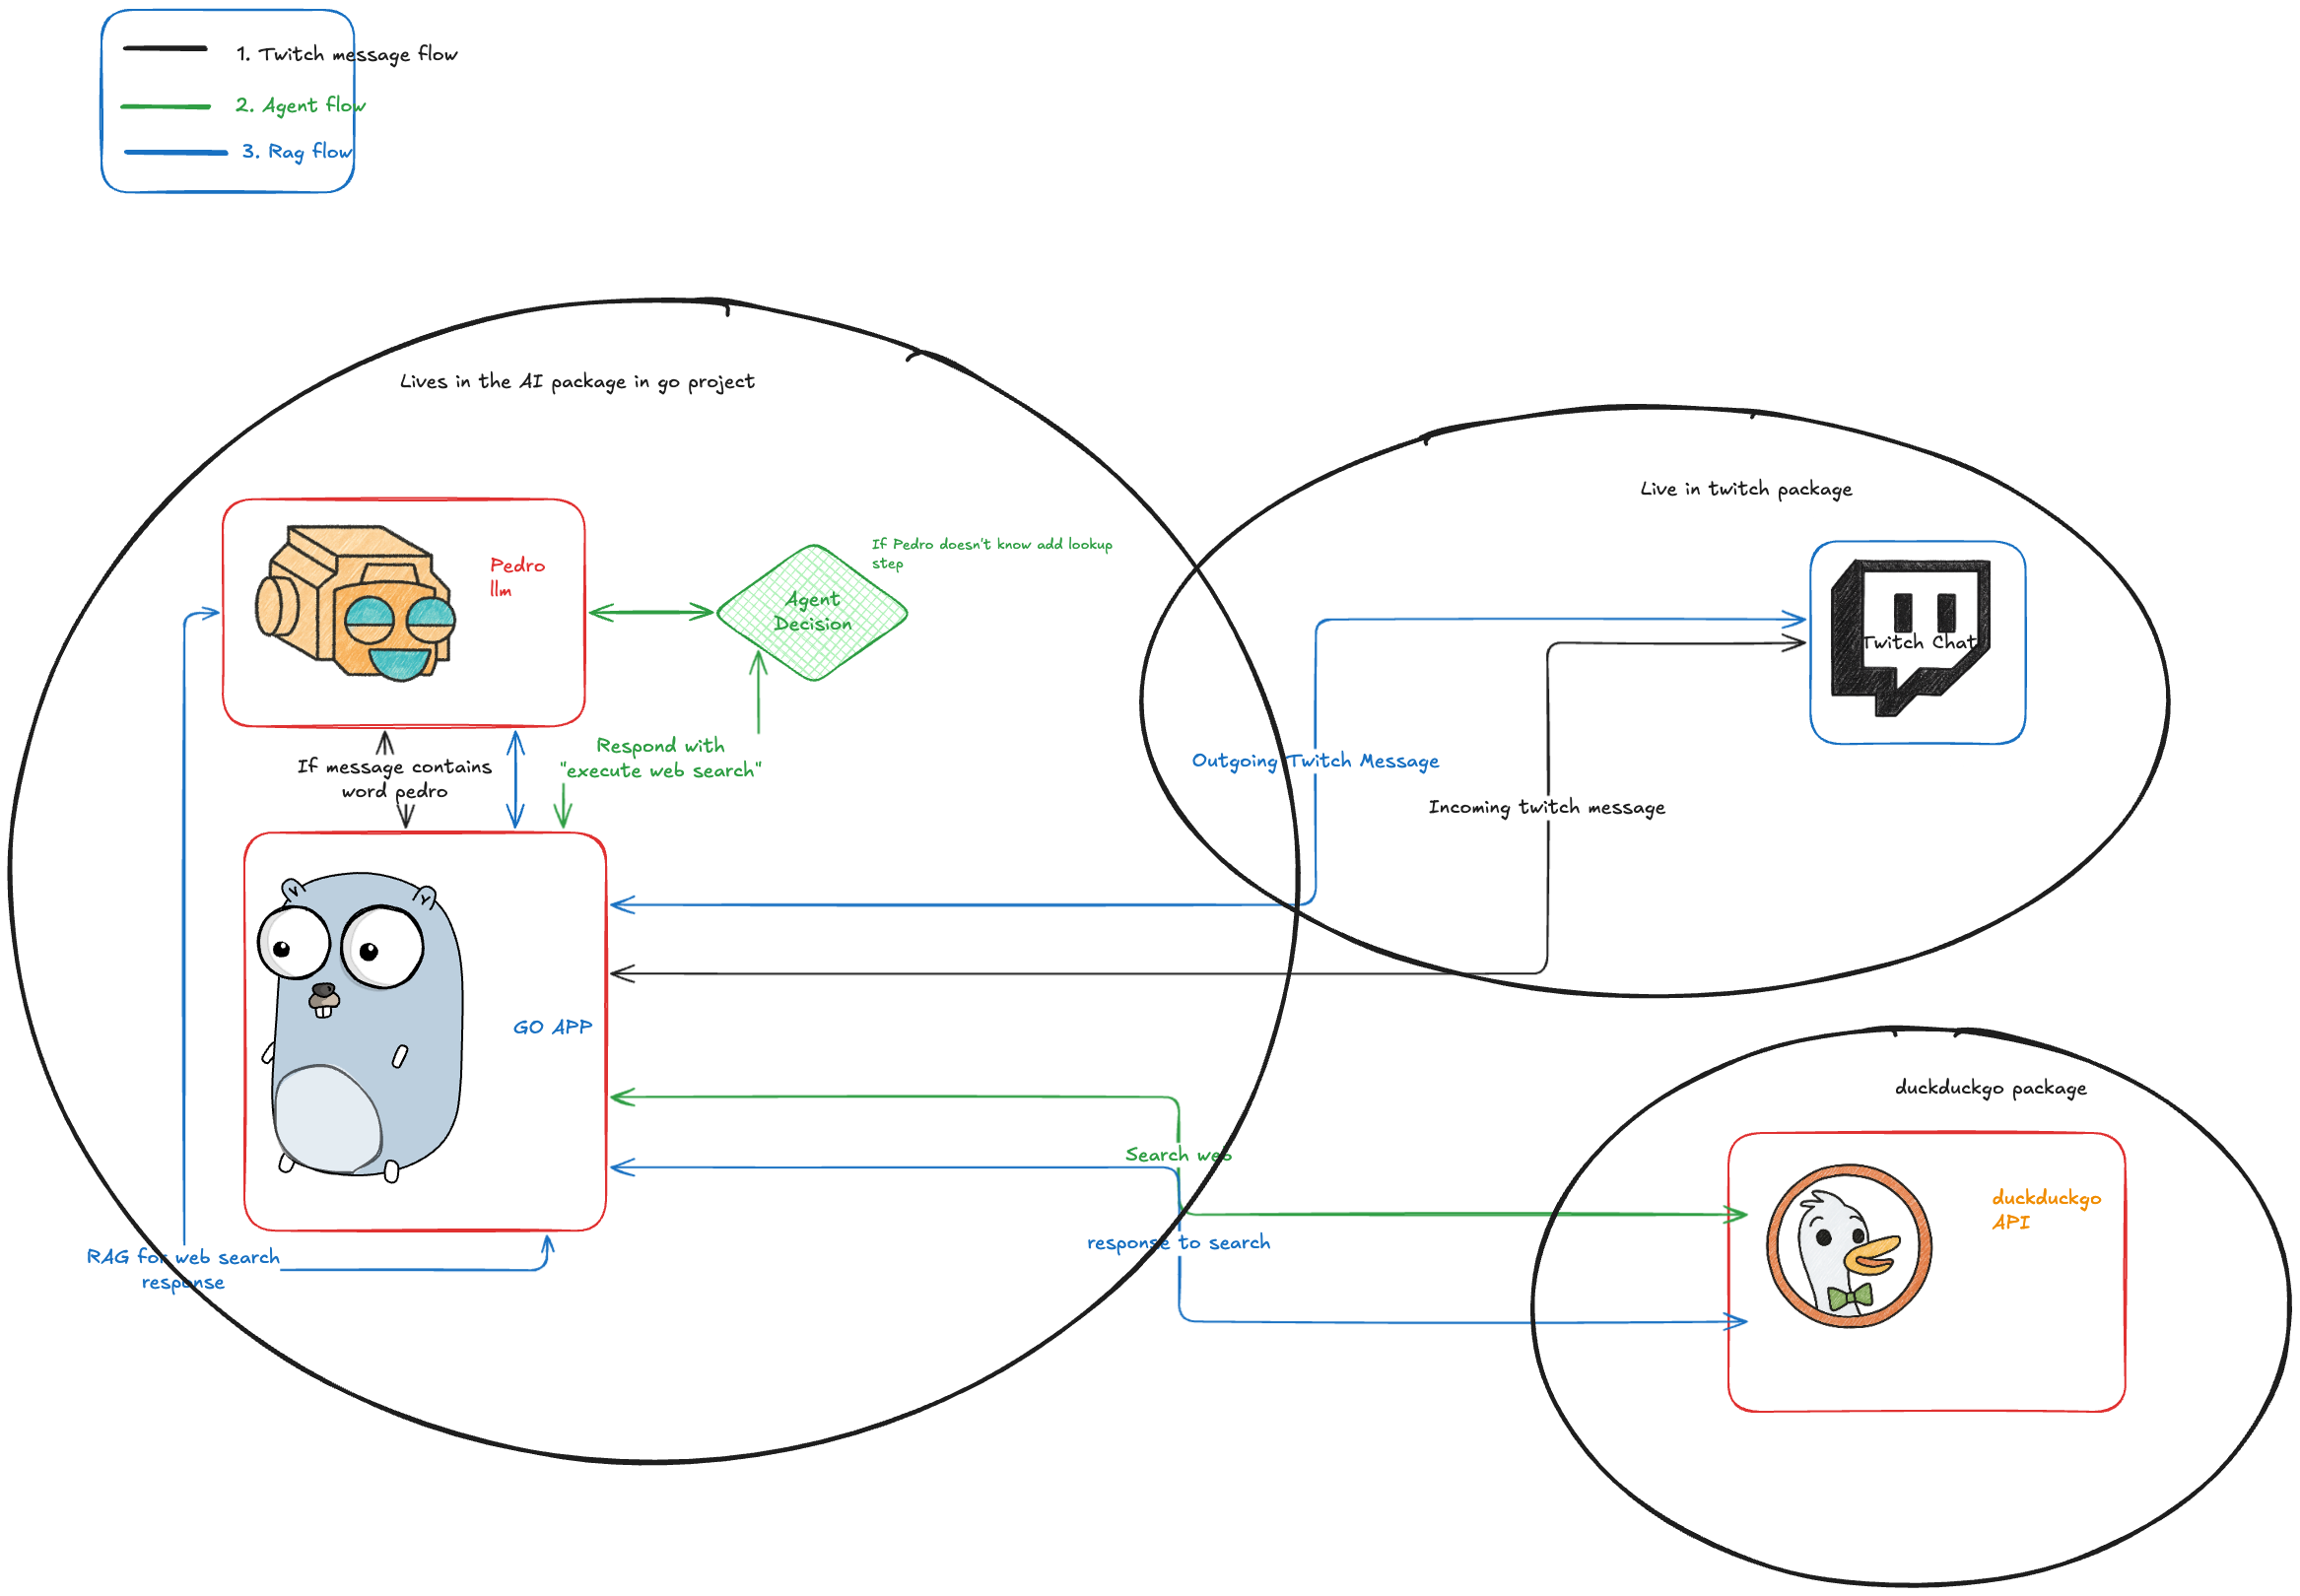 1. Twitch message flow
2. Agent flow
3. Rag flow
Lives in the AI package in go project
Live in twitch package
If Pedro doesn't know add lookup
step
Pedro
llm
Agent
Decision
Twitch Chat
Respond with
"execute web search"
If message contains
word pedro
Outgoing Twitch Message
Incoming twitch message
GO APP
duckduckgo package
Search web
duckduckgo
API
response to search
RAG for web search
response